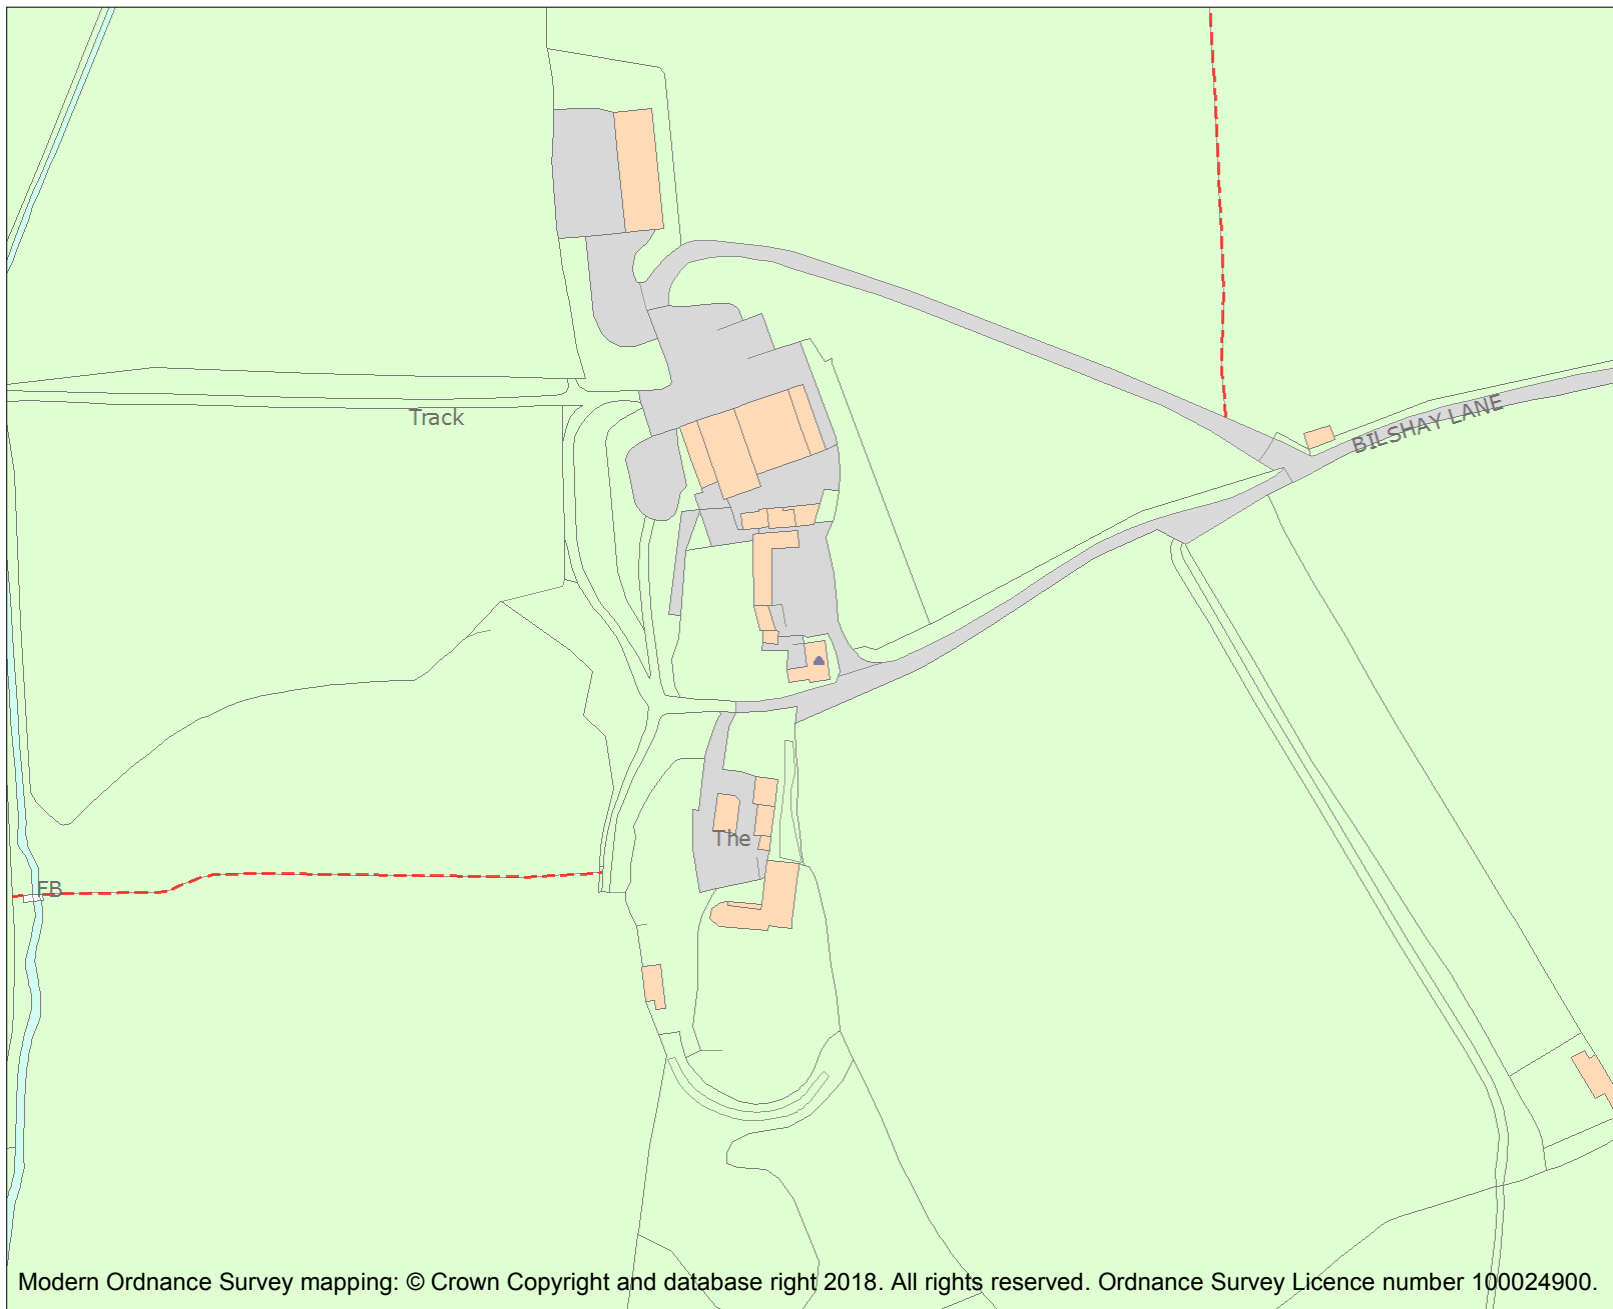 Track
BILSHAY LANE
The
FB
Modern Ordnance Survey mapping: © Crown Copyright and database right 2018. All rights reserved. Ordnance Survey Licence number 100024900.